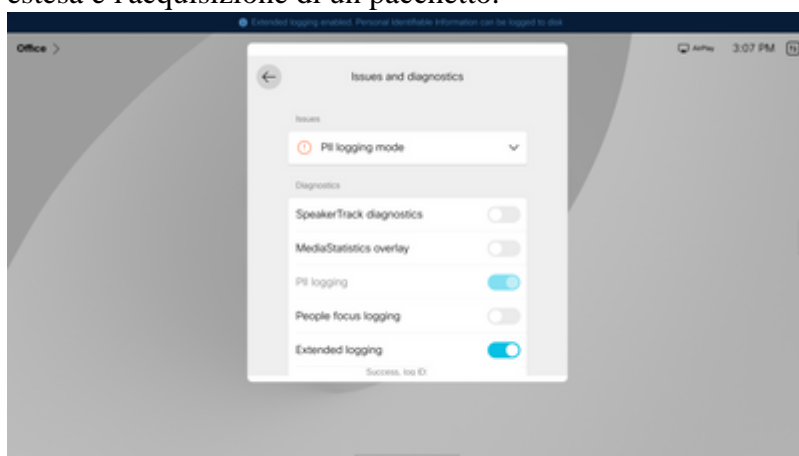 estesa e l'acquisizione di un pacchetto.
Extended logging enabled. Personal Identifiable Information can be logged to disk
Office >
AirPlay 3:07 PM
Issues and diagnostics
Issues
PII logging mode
Diagnostics
SpeakerTrack diagnostics
MediaStatistics overlay
PII logging
People focus logging
Extended logging
Success, log ID: